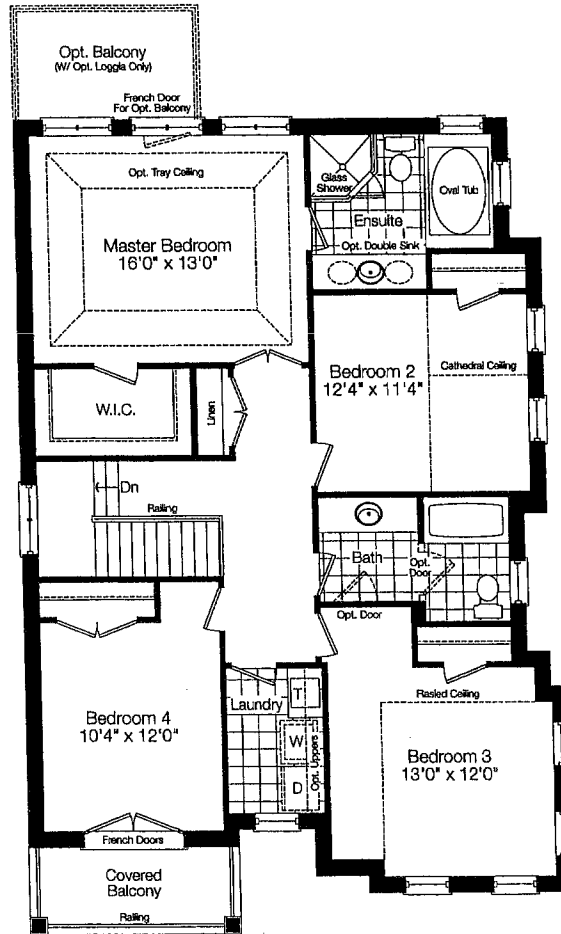 Opt. Balcony
(W/ Opt. Loggia Only)
French Door
For Opt. Balcony
Opt. Tray Ceiling
Master Bedroom
16'0" x 13'0"
Glass
Shower
Oval Tub
Ensuite
Opt. Double Sink
Bedroom 2
12'4" x 11'4"
Cathedral Ceiling
W.I.C.
Linen
Dn
Railing
Bath
Opt.
Door
Opt. Door
Laundry
T
W
D
Opt. Uppers
Rasied Ceiling
Bedroom 4
10'4" x 12'0"
Bedroom 3
13'0" x 12'0"
French Doors
Covered
Balcony
Railing